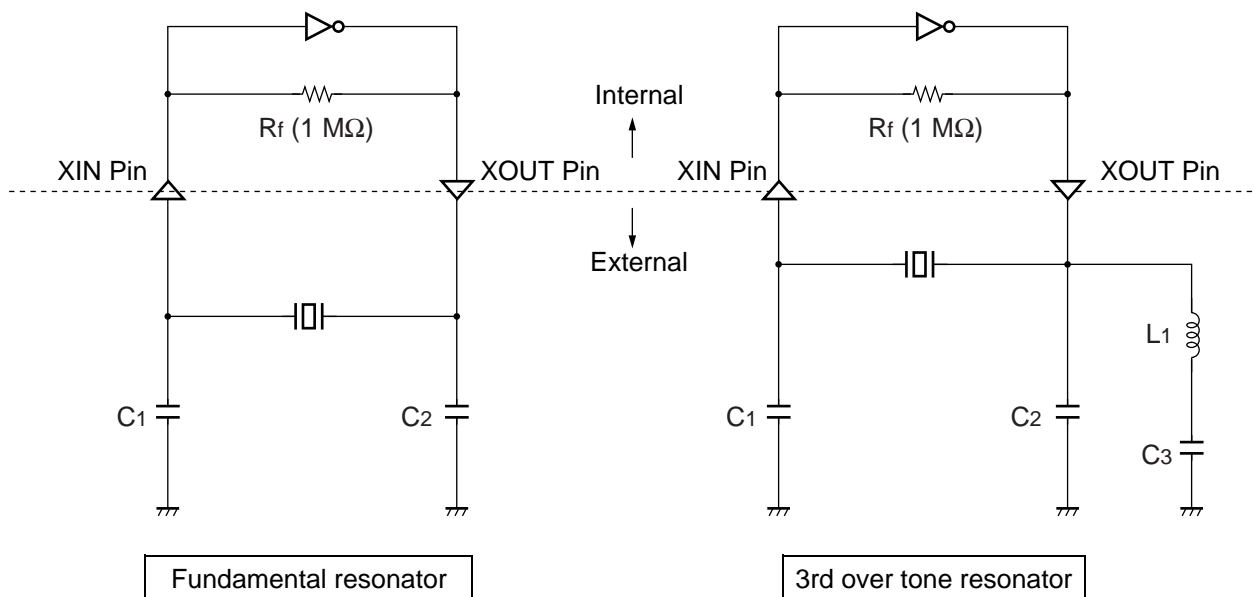 Rf (1 MΩ)
XIN Pin
XOUT Pin
C1
C2
Fundamental resonator
Internal
External
Rf (1 MΩ)
XIN Pin
XOUT Pin
L1
C1
C2
C3
3rd over tone resonator